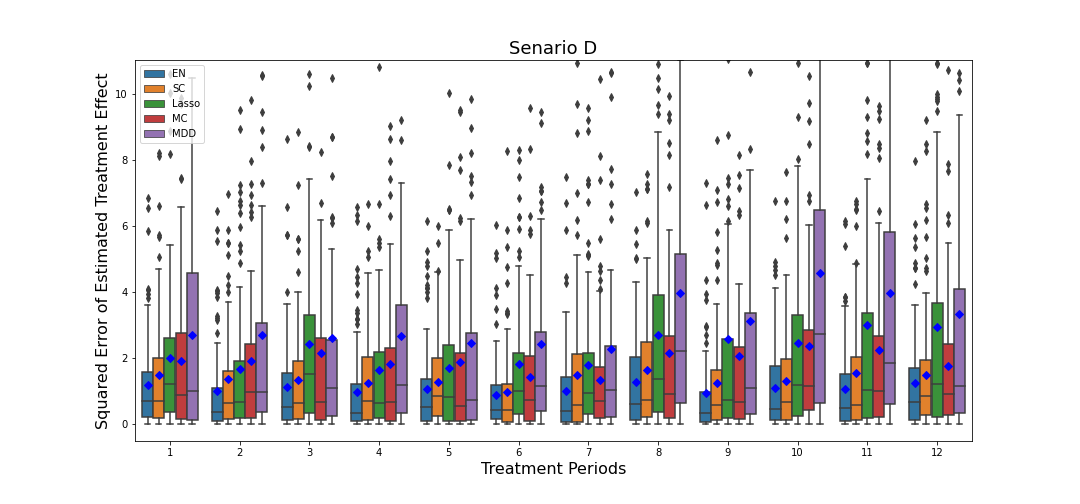 Senario D
EN
SC
Lasso
MC
MDD
Squared Error of Estimated Treatment Effect
10
8
6
4
2
0
1 2 3 4 5 6 7 8 9 10 11 12
Treatment Periods